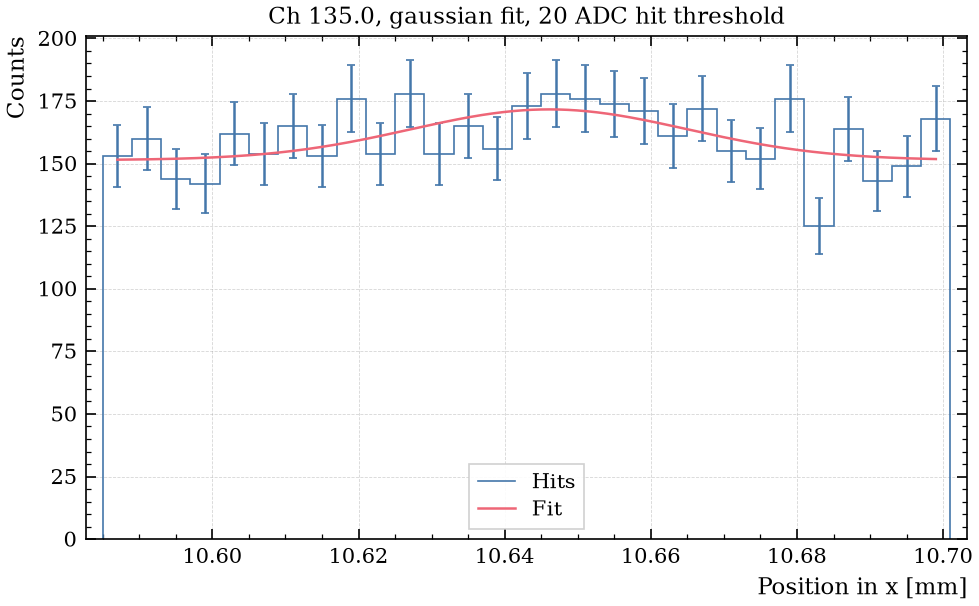 Ch 135.0, gaussian fit, 20 ADC hit threshold
Counts
200
175
150
125
100
75
50
25
0
Hits
Fit
10.60 10.62 10.64 10.66 10.68 10.70
Position in x [mm]